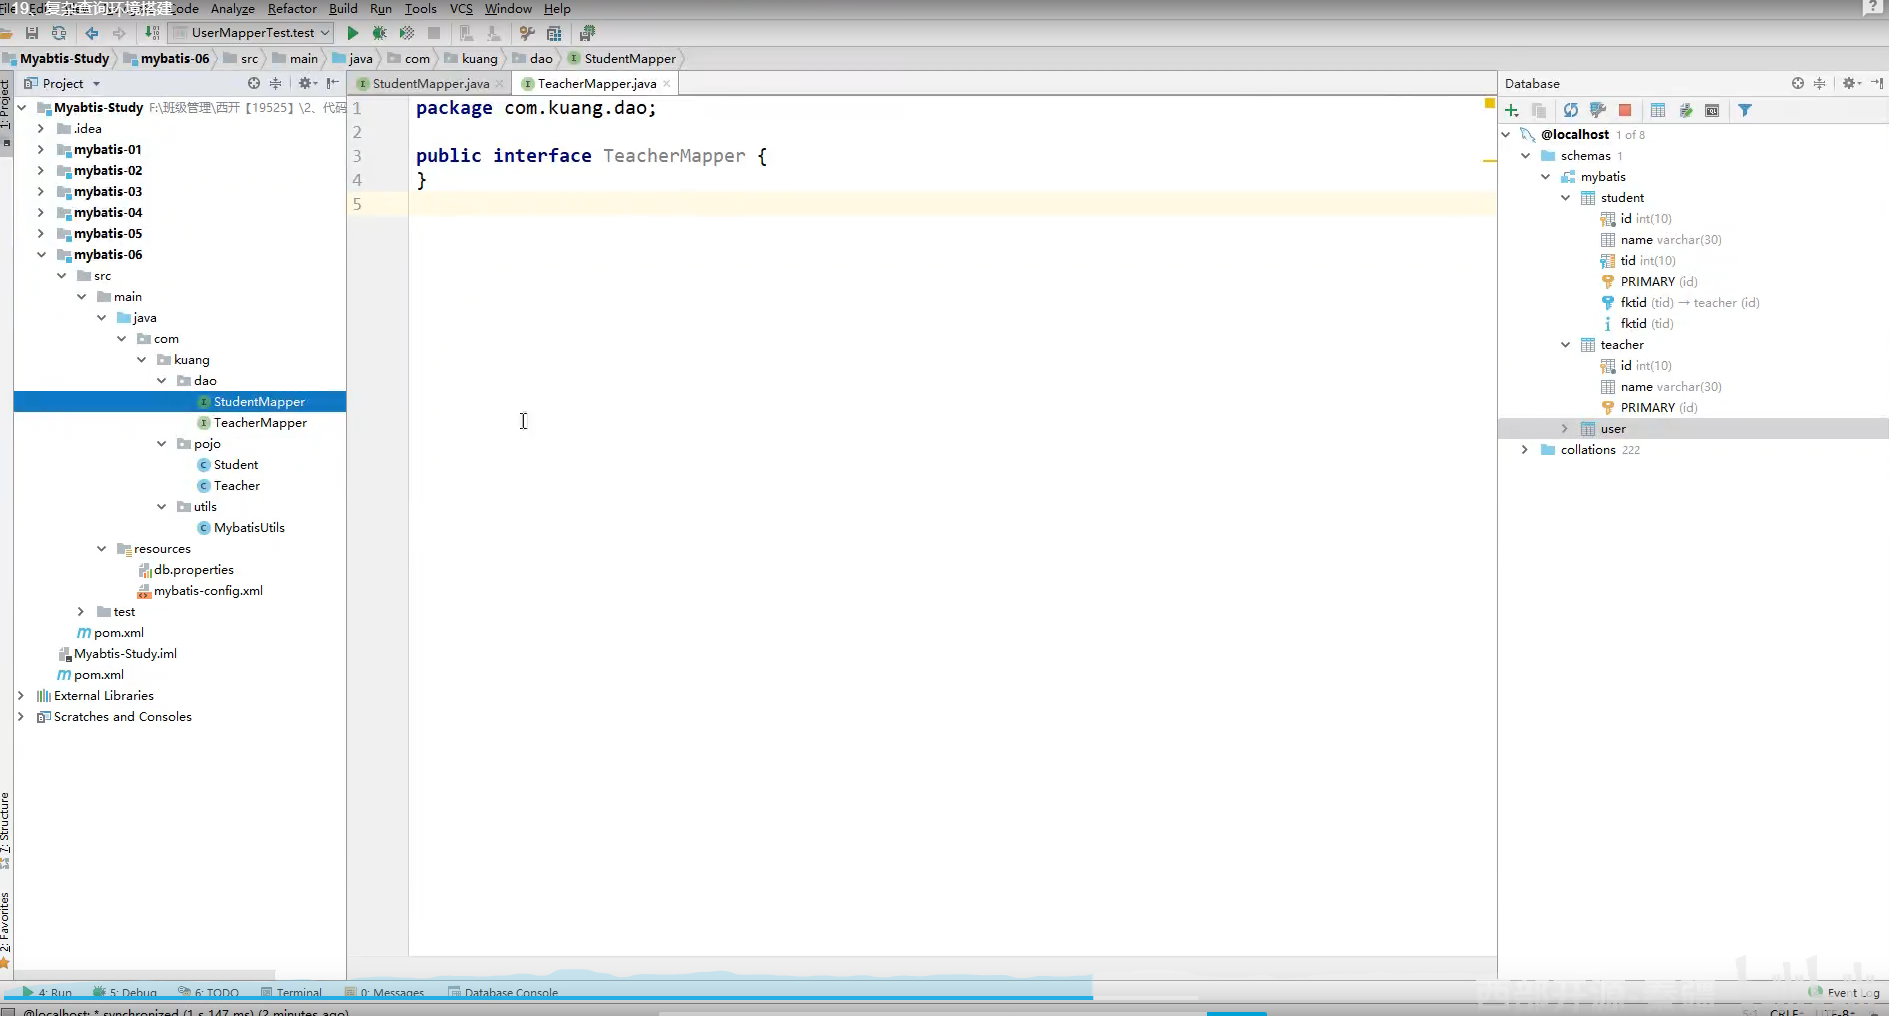 19、复杂查询环境搭建
Analyze Refactor Build Run Tools VCS Window Help
UserMapperTest.test
Myabtis-Study mybatis-06 src main java com kuang dao StudentMapper
1: Project
Project
StudentMapper.java TeacherMapper.java
Database
Myabtis-Study F:\班级管理\西开【19525】\2、代码
.idea
mybatis-01
mybatis-02
mybatis-03
mybatis-04
mybatis-05
mybatis-06
src
main
java
com
kuang
dao
StudentMapper
TeacherMapper
pojo
Student
Teacher
utils
MybatisUtils
resources
db.properties
mybatis-config.xml
test
pom.xml
Myabtis-Study.iml
pom.xml
External Libraries
Scratches and Consoles
1 package com.kuang.dao;
2
3 public interface TeacherMapper {
4 }
5
@localhost 1 of 8
schemas 1
mybatis
student
id int(10)
name varchar(30)
tid int(10)
PRIMARY (id)
fktid (tid) → teacher (id)
fktid (tid)
teacher
id int(10)
name varchar(30)
PRIMARY (id)
user
collations 222
7: Structure
2: Favorites
4: Run 5: Debug 6: TODO Terminal 0: Messages Database Console
Event Log
@localhost: * synchronized (1 s 147 ms) (2 minutes ago)
5:1 CRLF÷ UTF-8÷